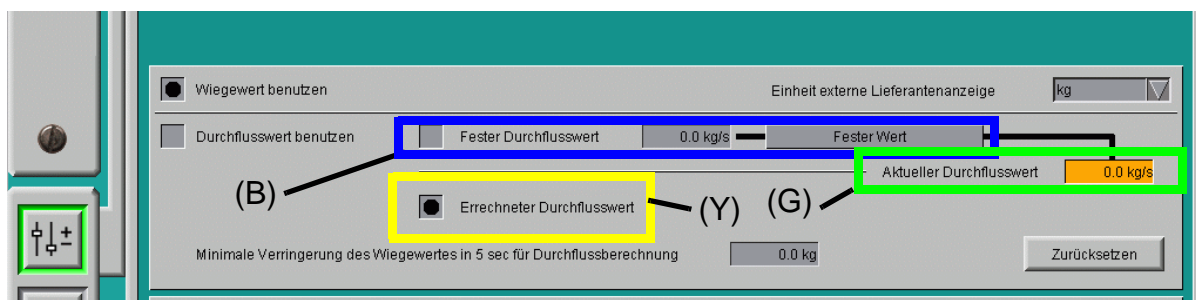 Wiegewert benutzen Einheit externe Lieferantenanzeige kg
Durchflusswert benutzen Fester Durchflusswert 0.0 kg/s Fester Wert
Aktueller Durchflusswert 0.0 kg/s
(B) (Y) (G)
Errechneter Durchflusswert
Minimale Verringerung des Wiegewertes in 5 sec für Durchflussberechnung 0.0 kg Zurücksetzen